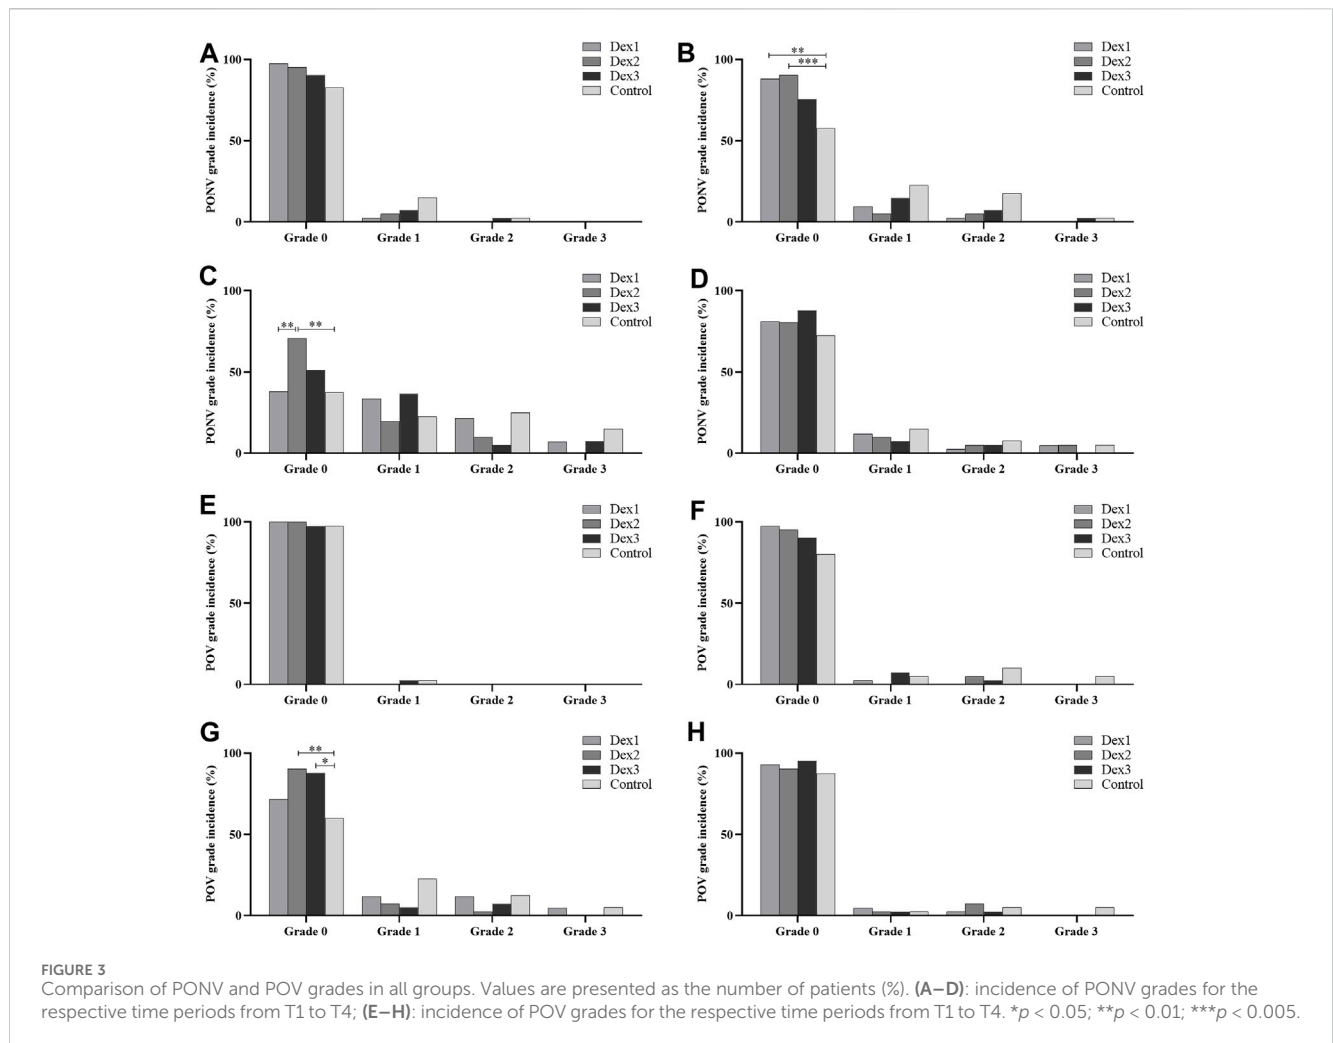 A
PONV grade incidence (%)
100
50
0
Grade 0 Grade 1 Grade 2 Grade 3
Dex1
Dex2
Dex3
Control
B
PONV grade incidence (%)
100
50
0
**
***
Grade 0 Grade 1 Grade 2 Grade 3
Dex1
Dex2
Dex3
Control
C
PONV grade incidence (%)
100
50
0
** **
Grade 0 Grade 1 Grade 2 Grade 3
Dex1
Dex2
Dex3
Control
D
PONV grade incidence (%)
100
50
0
Grade 0 Grade 1 Grade 2 Grade 3
Dex1
Dex2
Dex3
Control
E
POV grade incidence (%)
100
50
0
Grade 0 Grade 1 Grade 2 Grade 3
Dex1
Dex2
Dex3
Control
F
POV grade incidence (%)
100
50
0
Grade 0 Grade 1 Grade 2 Grade 3
Dex1
Dex2
Dex3
Control
G
POV grade incidence (%)
100
50
0
**
*
Grade 0 Grade 1 Grade 2 Grade 3
Dex1
Dex2
Dex3
Control
H
POV grade incidence (%)
100
50
0
Grade 0 Grade 1 Grade 2 Grade 3
Dex1
Dex2
Dex3
Control
FIGURE 3
Comparison of PONV and POV grades in all groups. Values are presented as the number of patients (%). (A–D): incidence of PONV grades for the
respective time periods from T1 to T4; (E–H): incidence of POV grades for the respective time periods from T1 to T4. *p < 0.05; **p < 0.01; ***p < 0.005.